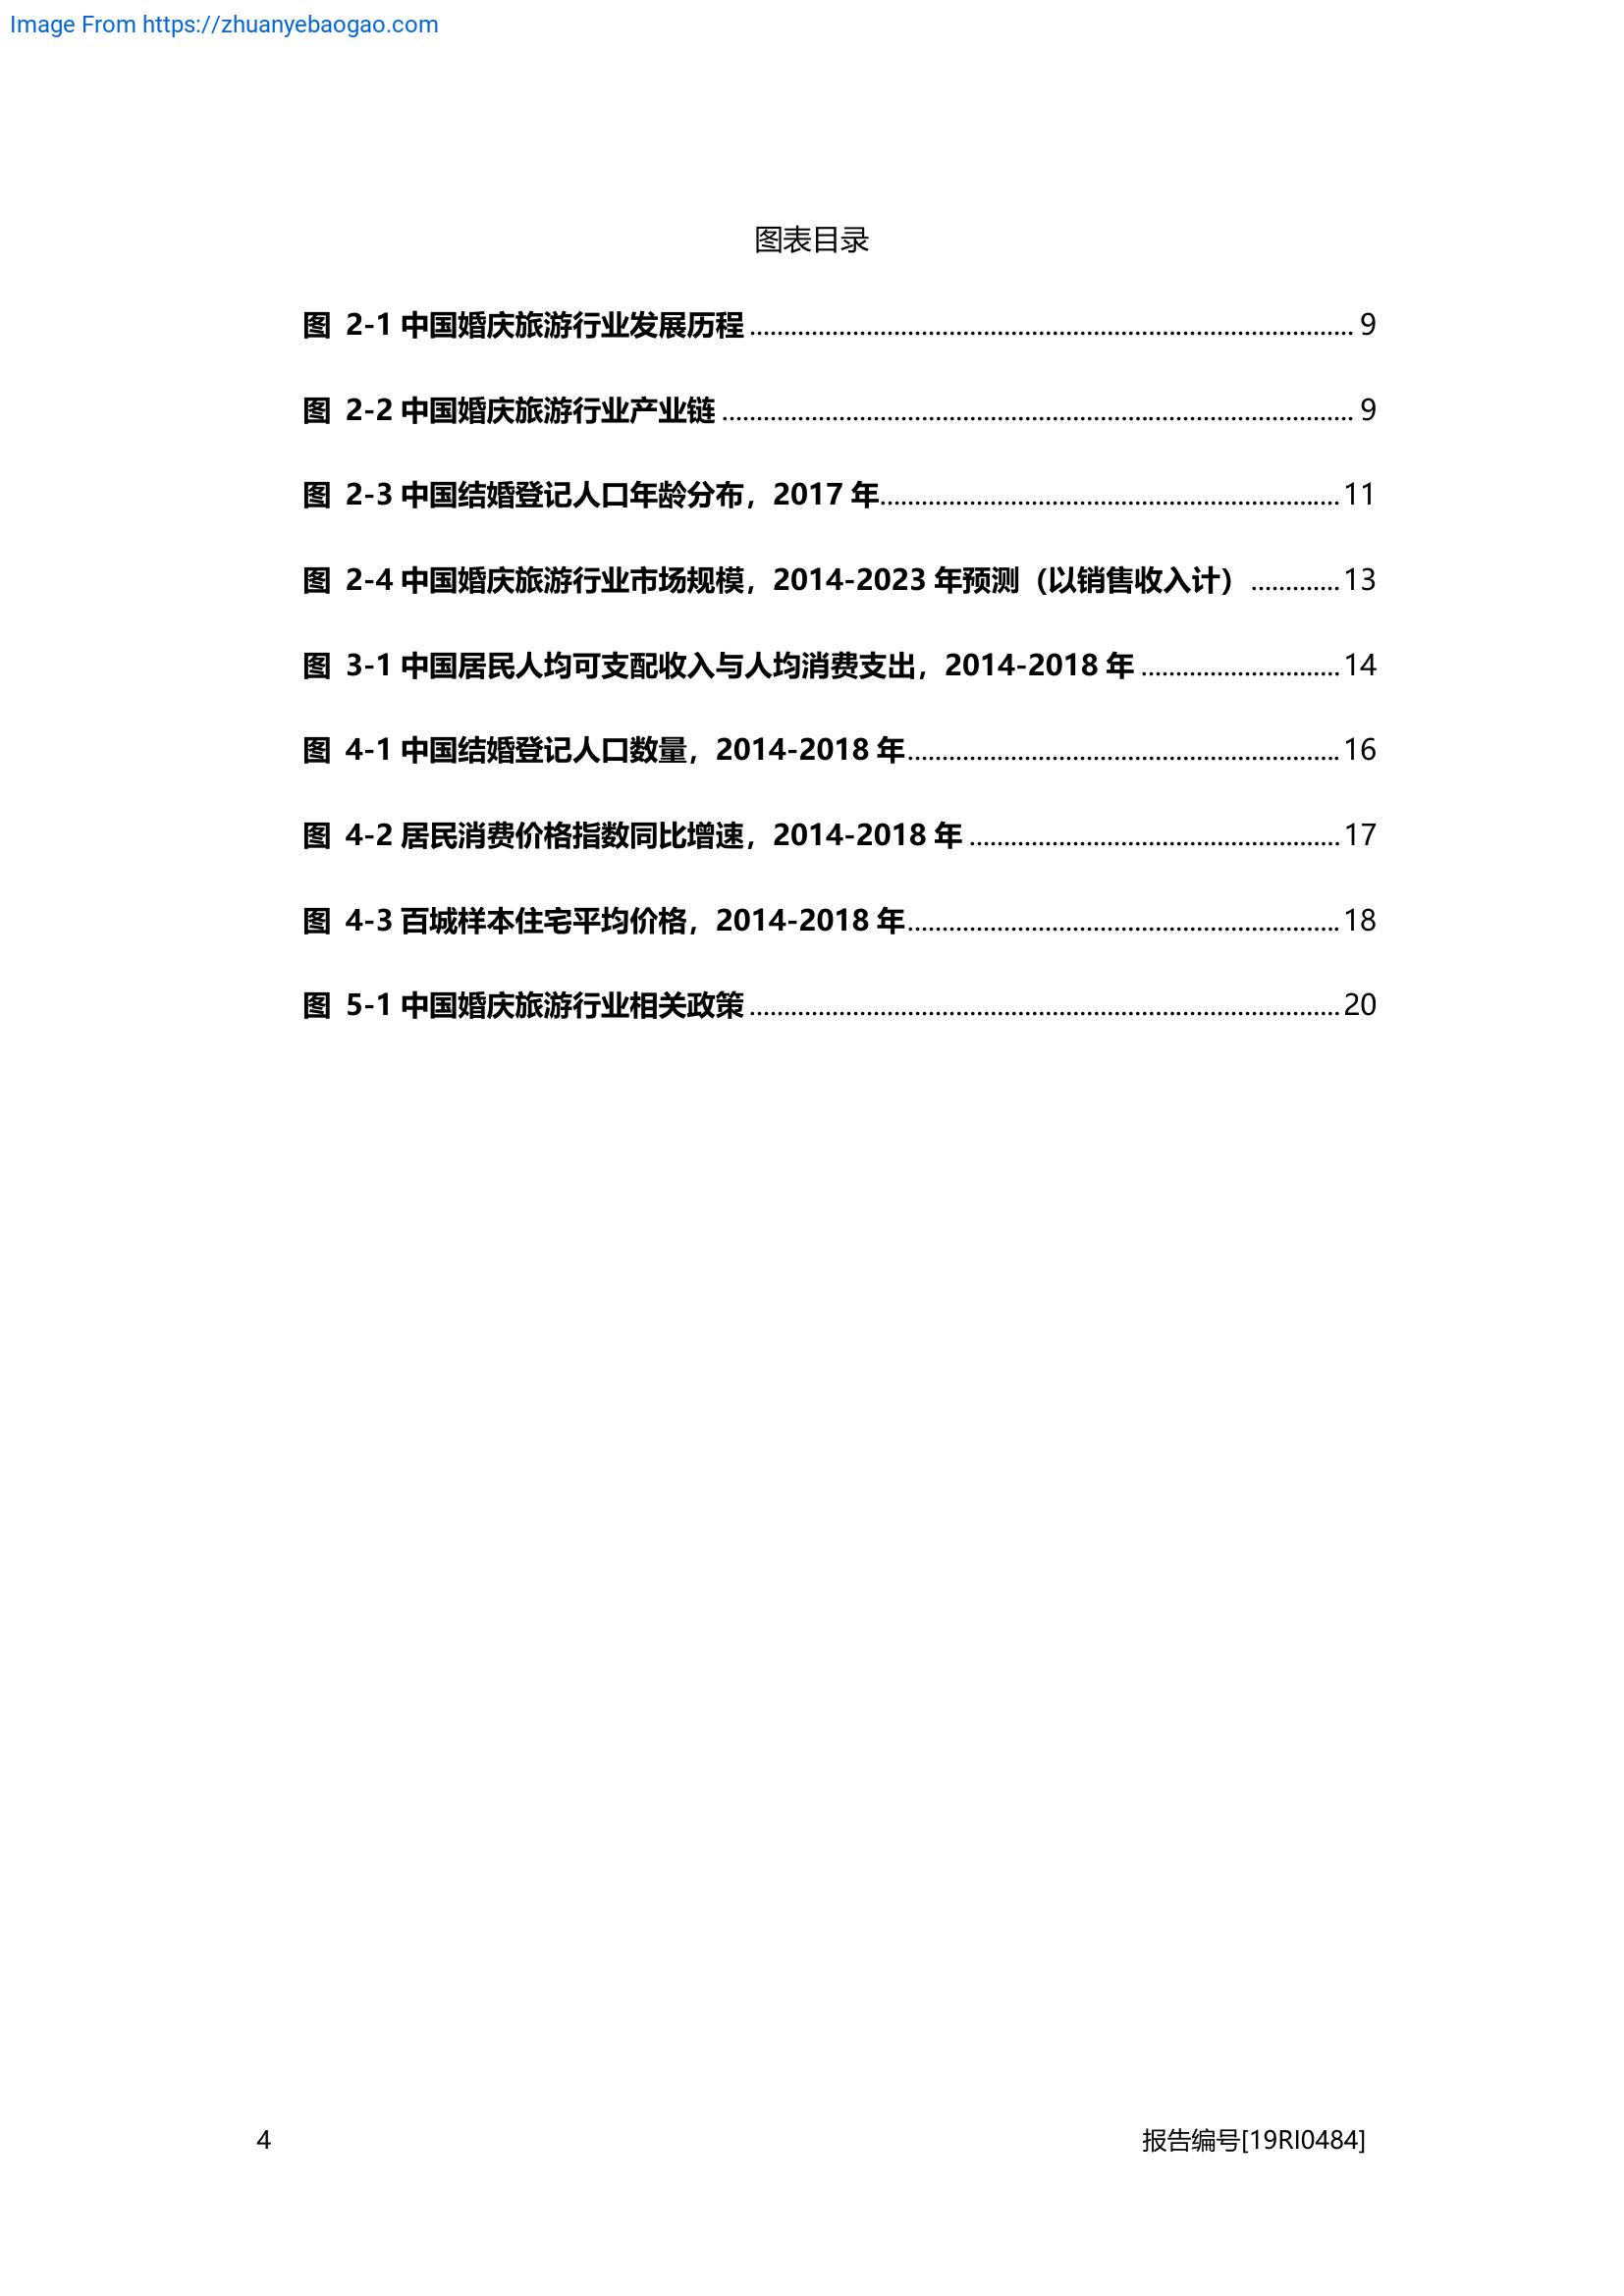 Image From https://zhuanyebaogao.com
图表目录
图 2-1 中国婚庆旅游行业发展历程 ........................................ 9
图 2-2 中国婚庆旅游行业产业链 ........................................ 9
图 2-3 中国结婚登记人口年龄分布，2017 年........................................ 11
图 2-4 中国婚庆旅游行业市场规模，2014-2023 年预测（以销售收入计） ............. 13
图 3-1 中国居民人均可支配收入与人均消费支出，2014-2018 年 ............................. 14
图 4-1 中国结婚登记人口数量，2014-2018 年........................................ 16
图 4-2 居民消费价格指数同比增速，2014-2018 年 ........................................ 17
图 4-3 百城样本住宅平均价格，2014-2018 年........................................ 18
图 5-1 中国婚庆旅游行业相关政策 ........................................ 20
4 报告编号[19RI0484]